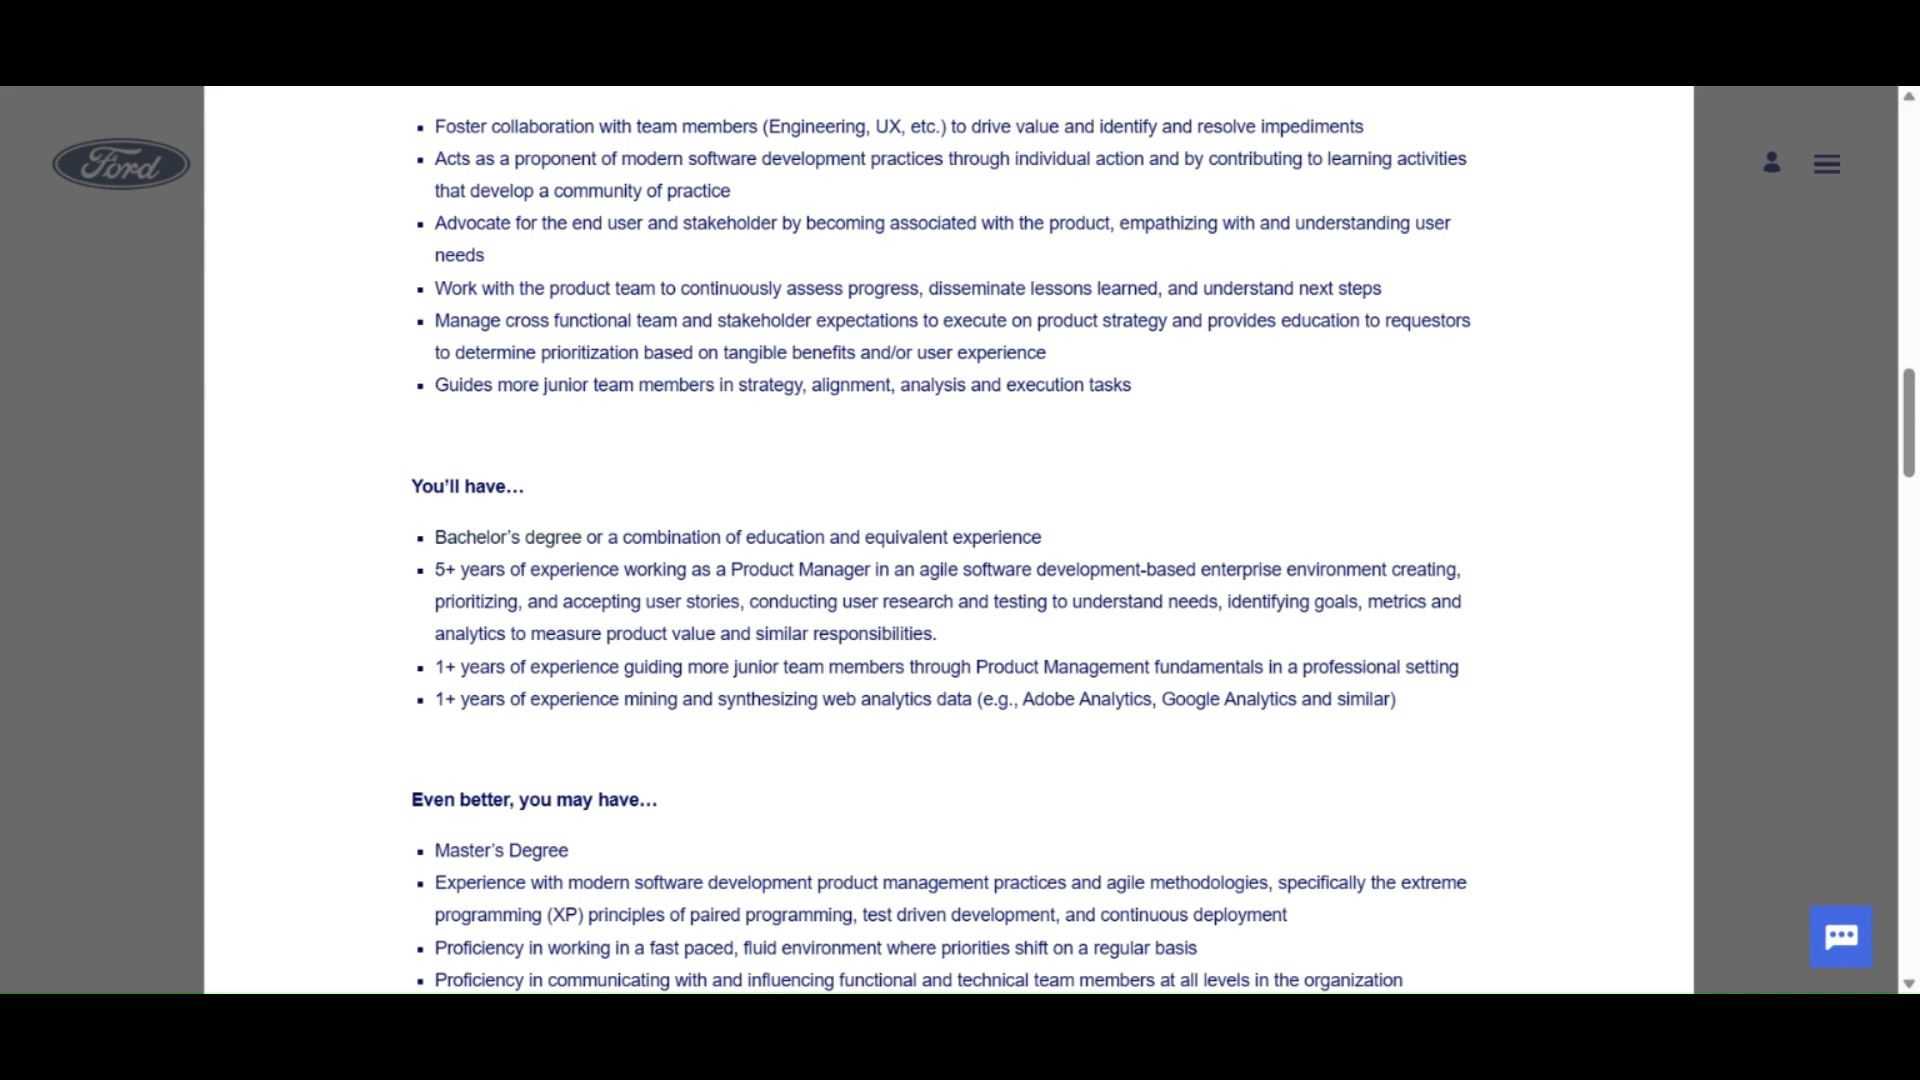 Ford
Foster collaboration with team members (Engineering, UX, etc.) to drive value and identify and resolve impediments
Acts as a proponent of modern software development practices through individual action and by contributing to learning activities
that develop a community of practice
Advocate for the end user and stakeholder by becoming associated with the product, empathizing with and understanding user
needs
Work with the product team to continuously assess progress, disseminate lessons learned, and understand next steps
Manage cross functional team and stakeholder expectations to execute on product strategy and provides education to requestors
to determine prioritization based on tangible benefits and/or user experience
Guides more junior team members in strategy, alignment, analysis and execution tasks
You’ll have…
Bachelor’s degree or a combination of education and equivalent experience
5+ years of experience working as a Product Manager in an agile software development-based enterprise environment creating,
prioritizing, and accepting user stories, conducting user research and testing to understand needs, identifying goals, metrics and
analytics to measure product value and similar responsibilities.
1+ years of experience guiding more junior team members through Product Management fundamentals in a professional setting
1+ years of experience mining and synthesizing web analytics data (e.g., Adobe Analytics, Google Analytics and similar)
Even better, you may have…
Master’s Degree
Experience with modern software development product management practices and agile methodologies, specifically the extreme
programming (XP) principles of paired programming, test driven development, and continuous deployment
Proficiency in working in a fast paced, fluid environment where priorities shift on a regular basis
Proficiency in communicating with and influencing functional and technical team members at all levels in the organization